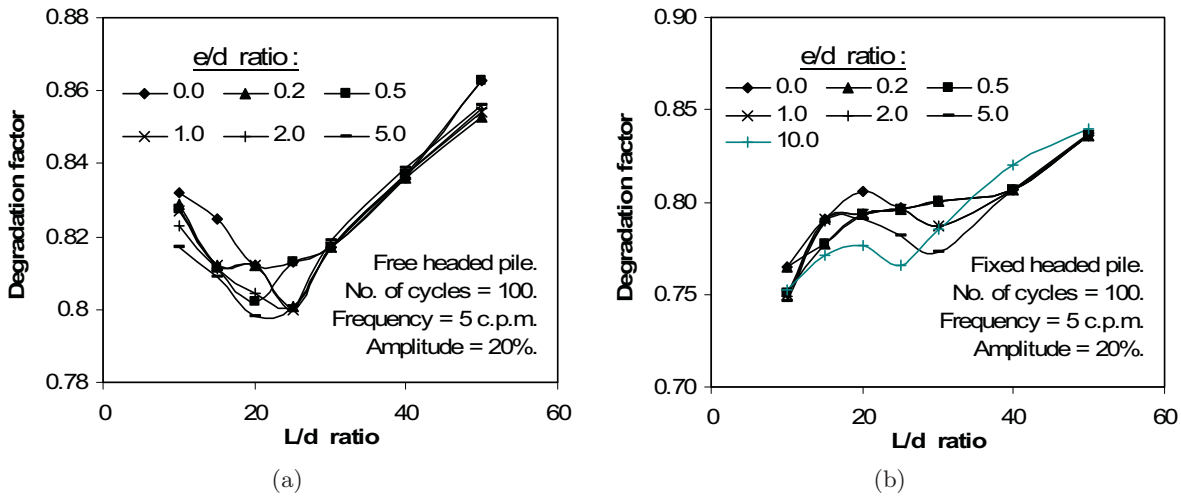 0.88
0.86
0.84
0.82
0.8
0.78
Degradation factor
e/d ratio :
0.0 0.2 0.5
1.0 2.0 5.0
Free headed pile.
No. of cycles = 100.
Frequency = 5 c.p.m.
Amplitude = 20%.
0 20 40 60
L/d ratio
(a)
0.90
0.85
0.80
0.75
0.70
Degradation factor
e/d ratio :
0.0 0.2 0.5
1.0 2.0 5.0
10.0
Fixed headed pile.
No. of cycles = 100.
Frequency = 5 c.p.m.
Amplitude = 20%.
0 20 40 60
L/d ratio
(b)